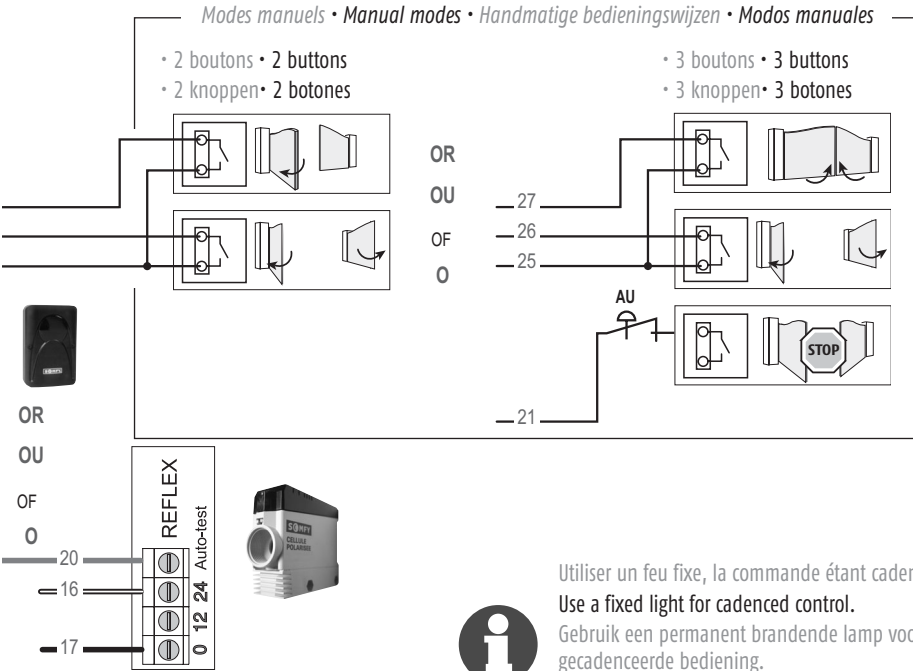 Modes manuels • Manual modes • Handmatige bedieningswijzen • Modos manuales
• 2 boutons • 2 buttons
• 2 knoppen • 2 botones
• 3 boutons • 3 buttons
• 3 knoppen • 3 botones
OR
OU
OF
O
27
26
25
AU
STOP
21
SOMFY
OR
OU
OF
O
20
16
17
REFLEX
Auto-test
0 12 24
SOMFY
CELLULE
POLARISEE
Utiliser un feu fixe, la commande étant
Use a fixed light for cadenced control.
Gebruik een permanent brandende lamp
gecadenceerde bediening.